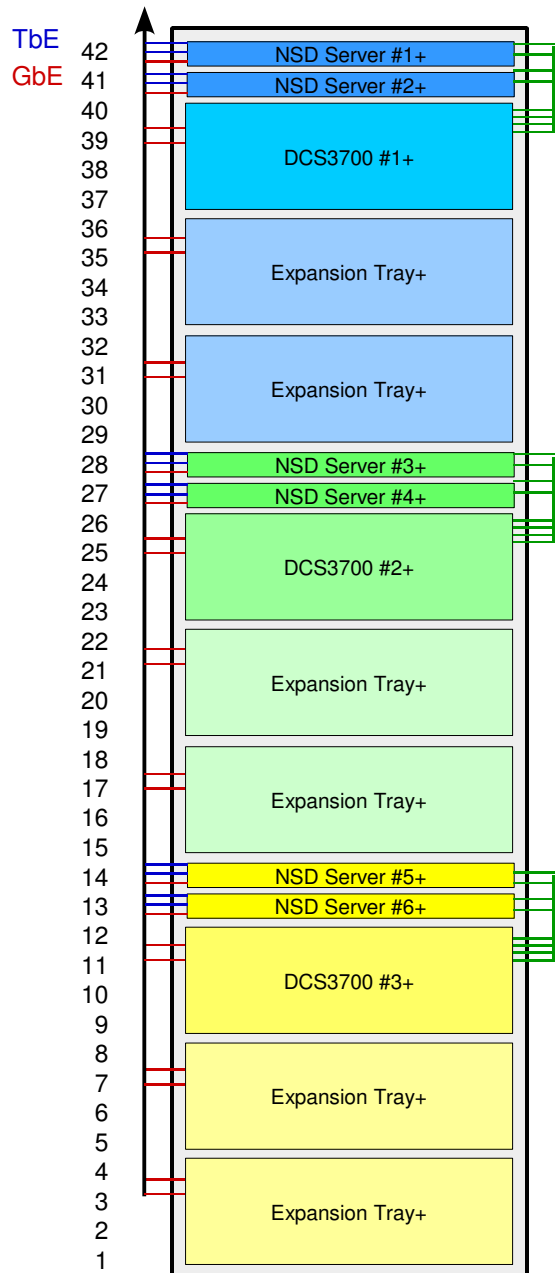 TbE
GbE
42 NSD Server #1+
41 NSD Server #2+
40
39
38 DCS3700 #1+
37
36
35
34 Expansion Tray+
33
32
31
30 Expansion Tray+
29
28 NSD Server #3+
27 NSD Server #4+
26
25
24 DCS3700 #2+
23
22
21
20 Expansion Tray+
19
18
17
16 Expansion Tray+
15
14 NSD Server #5+
13 NSD Server #6+
12
11
10 DCS3700 #3+
9
8
7
6 Expansion Tray+
5
4
3
2 Expansion Tray+
1